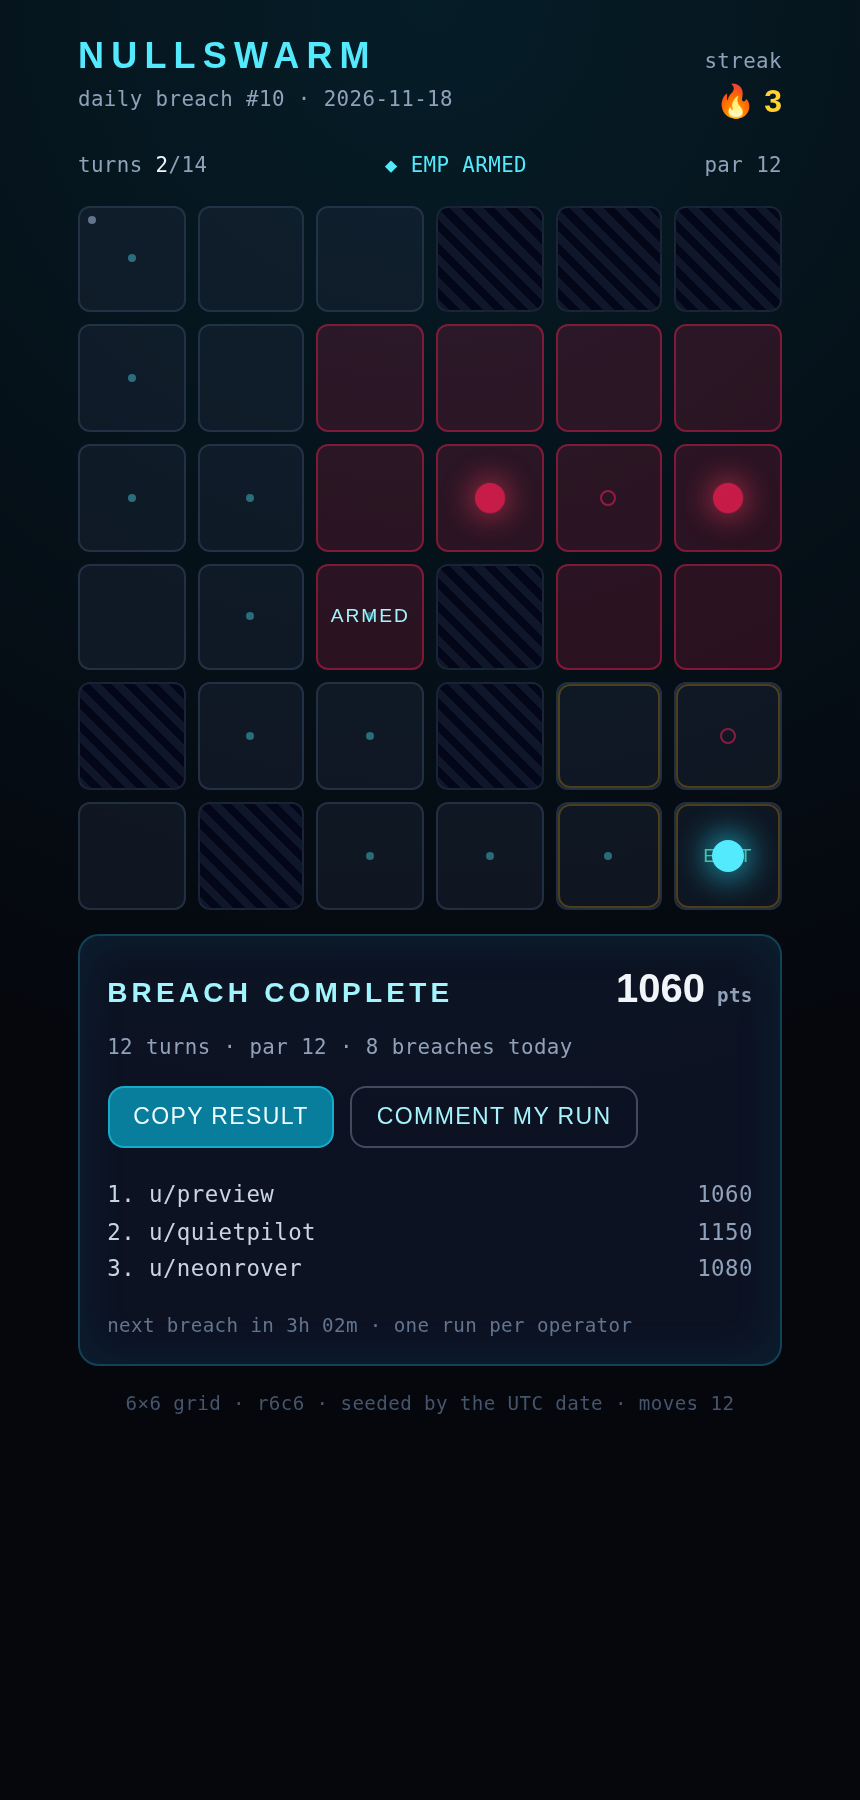 NULLSWARM
streak
daily breach #10 · 2026-11-18
🔥 3
turns 2/14
◆ EMP ARMED
par 12
ARMED
BREACH COMPLETE
1060 pts
12 turns · par 12 · 8 breaches today
COPY RESULT
COMMENT MY RUN
1. u/preview 1060
2. u/quietpilot 1150
3. u/neonrover 1080
next breach in 3h 02m · one run per operator
6×6 grid · r6c6 · seeded by the UTC date · moves 12